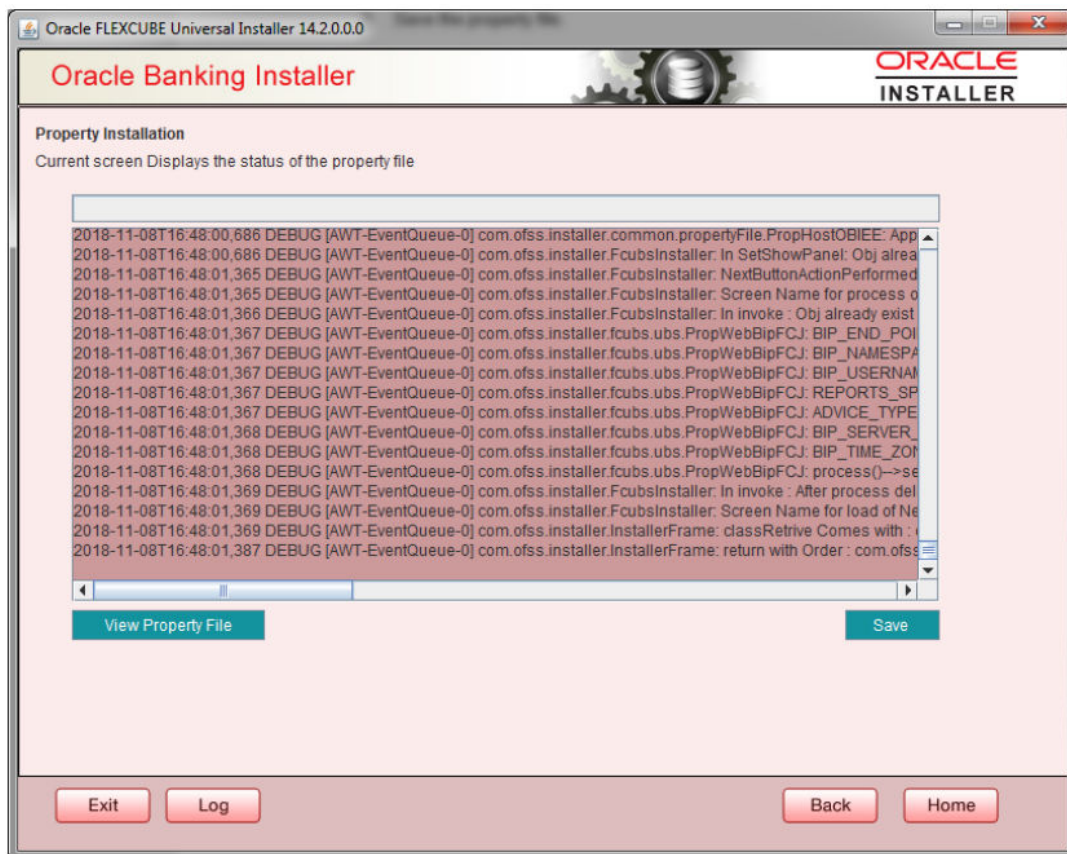 Save the property file.
Oracle FLEXCUBE Universal Installer 14.2.0.0.0
Oracle Banking Installer
ORACLE
INSTALLER
Property Installation
Current screen Displays the status of the property file
2018-11-08T16:48:00,686 DEBUG [AWT-EventQueue-0] com.ofss.installer.common.propertyFile.PropHostOBIEE: App
2018-11-08T16:48:00,686 DEBUG [AWT-EventQueue-0] com.ofss.installer.FcubsInstaller: In SetShowPanel: Obj alrea
2018-11-08T16:48:01,365 DEBUG [AWT-EventQueue-0] com.ofss.installer.FcubsInstaller: NextButtonActionPerformed
2018-11-08T16:48:01,365 DEBUG [AWT-EventQueue-0] com.ofss.installer.FcubsInstaller: Screen Name for process o
2018-11-08T16:48:01,366 DEBUG [AWT-EventQueue-0] com.ofss.installer.FcubsInstaller: In invoke : Obj already exist
2018-11-08T16:48:01,367 DEBUG [AWT-EventQueue-0] com.ofss.installer.fcubs.ubs.PropWebBipFCJ: BIP_END_POI
2018-11-08T16:48:01,367 DEBUG [AWT-EventQueue-0] com.ofss.installer.fcubs.ubs.PropWebBipFCJ: BIP_NAMESPA
2018-11-08T16:48:01,367 DEBUG [AWT-EventQueue-0] com.ofss.installer.fcubs.ubs.PropWebBipFCJ: BIP_USERNAM
2018-11-08T16:48:01,367 DEBUG [AWT-EventQueue-0] com.ofss.installer.fcubs.ubs.PropWebBipFCJ: REPORTS_SP
2018-11-08T16:48:01,367 DEBUG [AWT-EventQueue-0] com.ofss.installer.fcubs.ubs.PropWebBipFCJ: ADVICE_TYPE
2018-11-08T16:48:01,368 DEBUG [AWT-EventQueue-0] com.ofss.installer.fcubs.ubs.PropWebBipFCJ: BIP_SERVER_
2018-11-08T16:48:01,368 DEBUG [AWT-EventQueue-0] com.ofss.installer.fcubs.ubs.PropWebBipFCJ: BIP_TIME_ZON
2018-11-08T16:48:01,368 DEBUG [AWT-EventQueue-0] com.ofss.installer.fcubs.ubs.PropWebBipFCJ: process()-->se
2018-11-08T16:48:01,369 DEBUG [AWT-EventQueue-0] com.ofss.installer.FcubsInstaller: In invoke : After process del
2018-11-08T16:48:01,369 DEBUG [AWT-EventQueue-0] com.ofss.installer.FcubsInstaller: Screen Name for load of Ne
2018-11-08T16:48:01,369 DEBUG [AWT-EventQueue-0] com.ofss.installer.InstallerFrame: classRetrive Comes with :
2018-11-08T16:48:01,387 DEBUG [AWT-EventQueue-0] com.ofss.installer.InstallerFrame: return with Order : com.ofss
View Property File
Save
Exit
Log
Back
Home